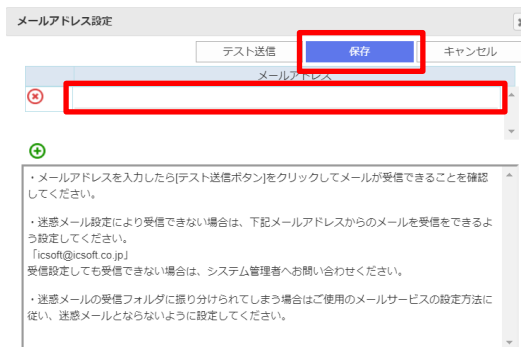 メールアドレス設定
テスト送信
保存
キャンセル
メールアドレス
・メールアドレスを入力したら[テスト送信ボタン]をクリックしてメールが受信できることを確認
してください。
・迷惑メール設定により受信できない場合は、下記メールアドレスからのメールを受信をできるよ
う設定してください。
「icsoft@icsoft.co.jp」
受信設定しても受信できない場合は、システム管理者へお問い合わせください。
・迷惑メールの受信フォルダに振り分けられてしまう場合はご使用のメールサービスの設定方法に
従い、迷惑メールとならないように設定してください。